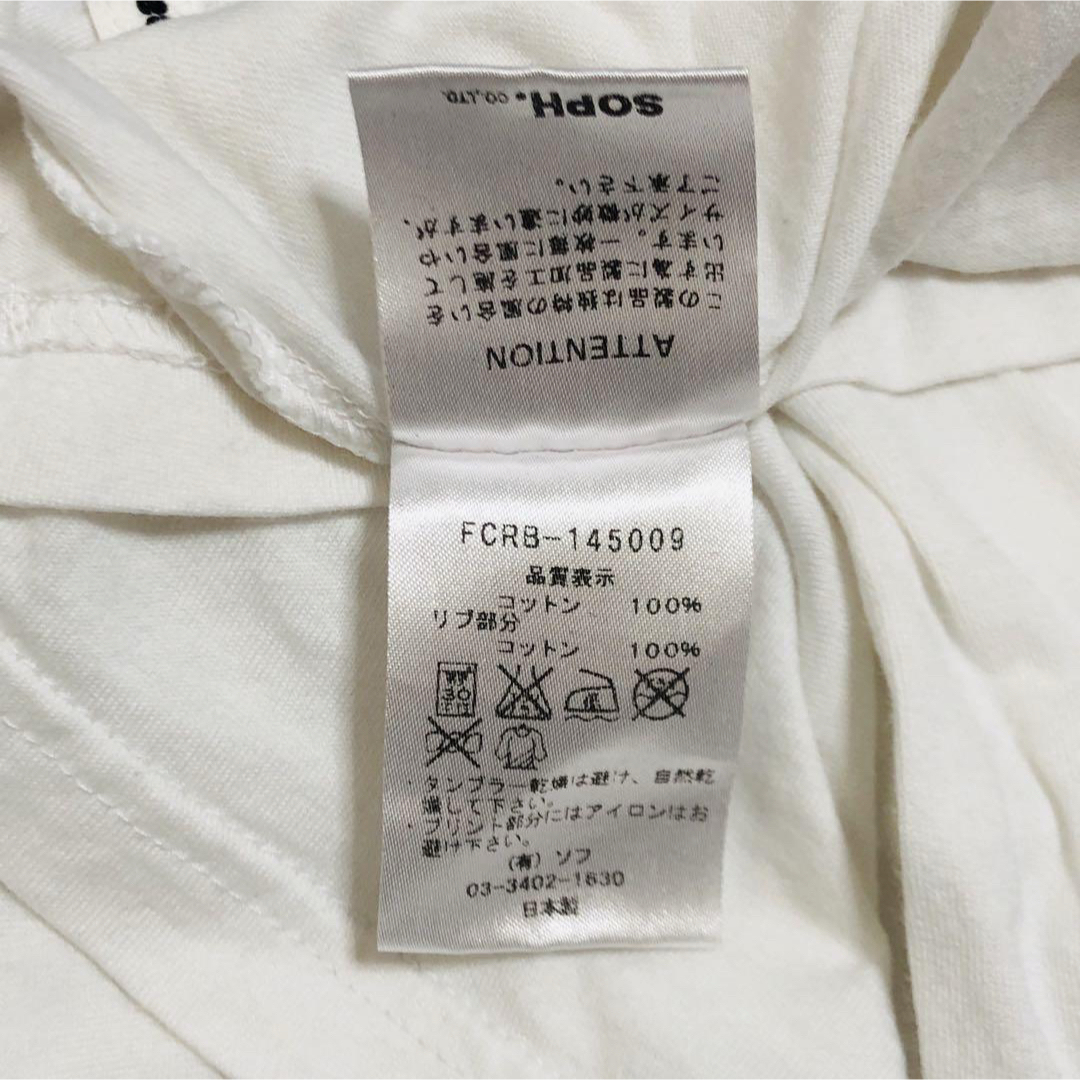 SOPH. CO.,LTD.
ATTENTION
この製品は独特の風合いを
出す為に製品加工を施して
います。一枚毎に風合いや
サイズが微妙に違いますが、
ご了承下さい。
FCRB-145009
品質表示
コットン 100%
リブ部分
コットン 100%
・タンブラー乾燥は避け、自然乾
燥して下さい。
・プリント部分にはアイロンはお
避け下さい。
(有) ソフ
03-3402-1630
日本製